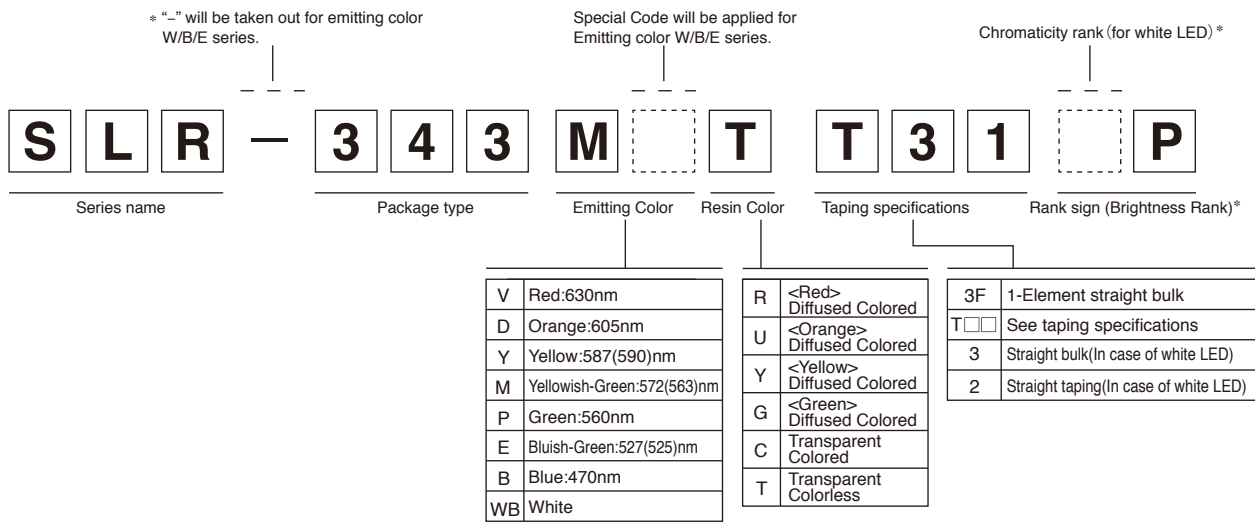 * “–” will be taken out for emitting color
W/B/E series.
Special Code will be applied for
Emitting color W/B/E series.
Chromaticity rank (for white LED) *
S L R – 3 4 3 M T T 3 1 P
Series name Package type Emitting Color Resin Color Taping specifications Rank sign (Brightness Rank)*
V Red:630nm
D Orange:605nm
Y Yellow:587(590)nm
M Yellowish-Green:572(563)nm
P Green:560nm
E Bluish-Green:527(525)nm
B Blue:470nm
WB White
R <Red>
Diffused Colored
U <Orange>
Diffused Colored
Y <Yellow>
Diffused Colored
G <Green>
Diffused Colored
C Transparent
Colored
T Transparent
Colorless
3F 1-Element straight bulk
T□□ See taping specifications
3 Straight bulk(In case of white LED)
2 Straight taping(In case of white LED)